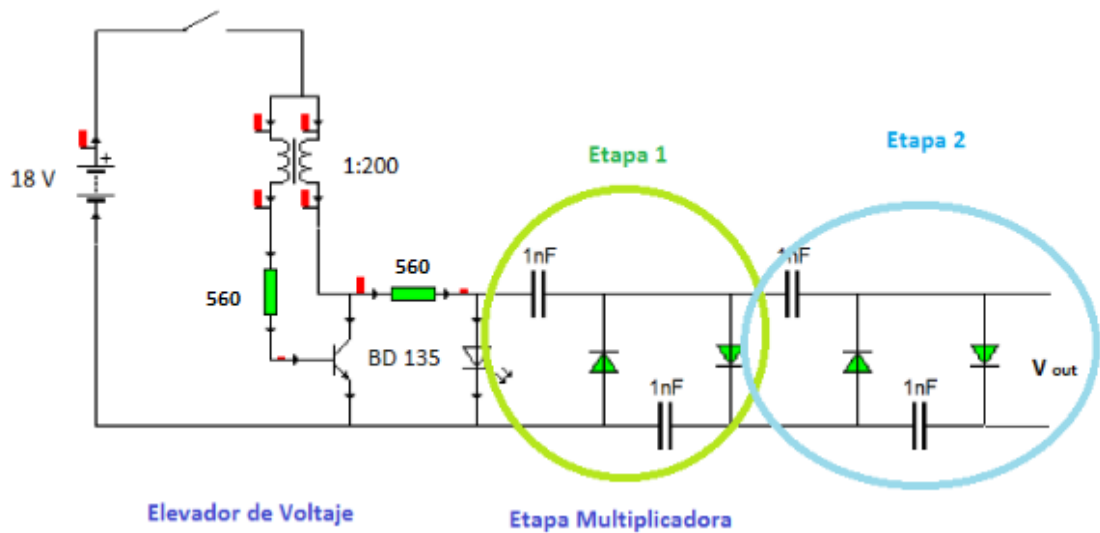 Etapa 1
Etapa 2
18 V
+
1:200
1nF
1nF
560
560
BD 135
1nF
1nF
V out
Elevador de Voltaje
Etapa Multiplicadora